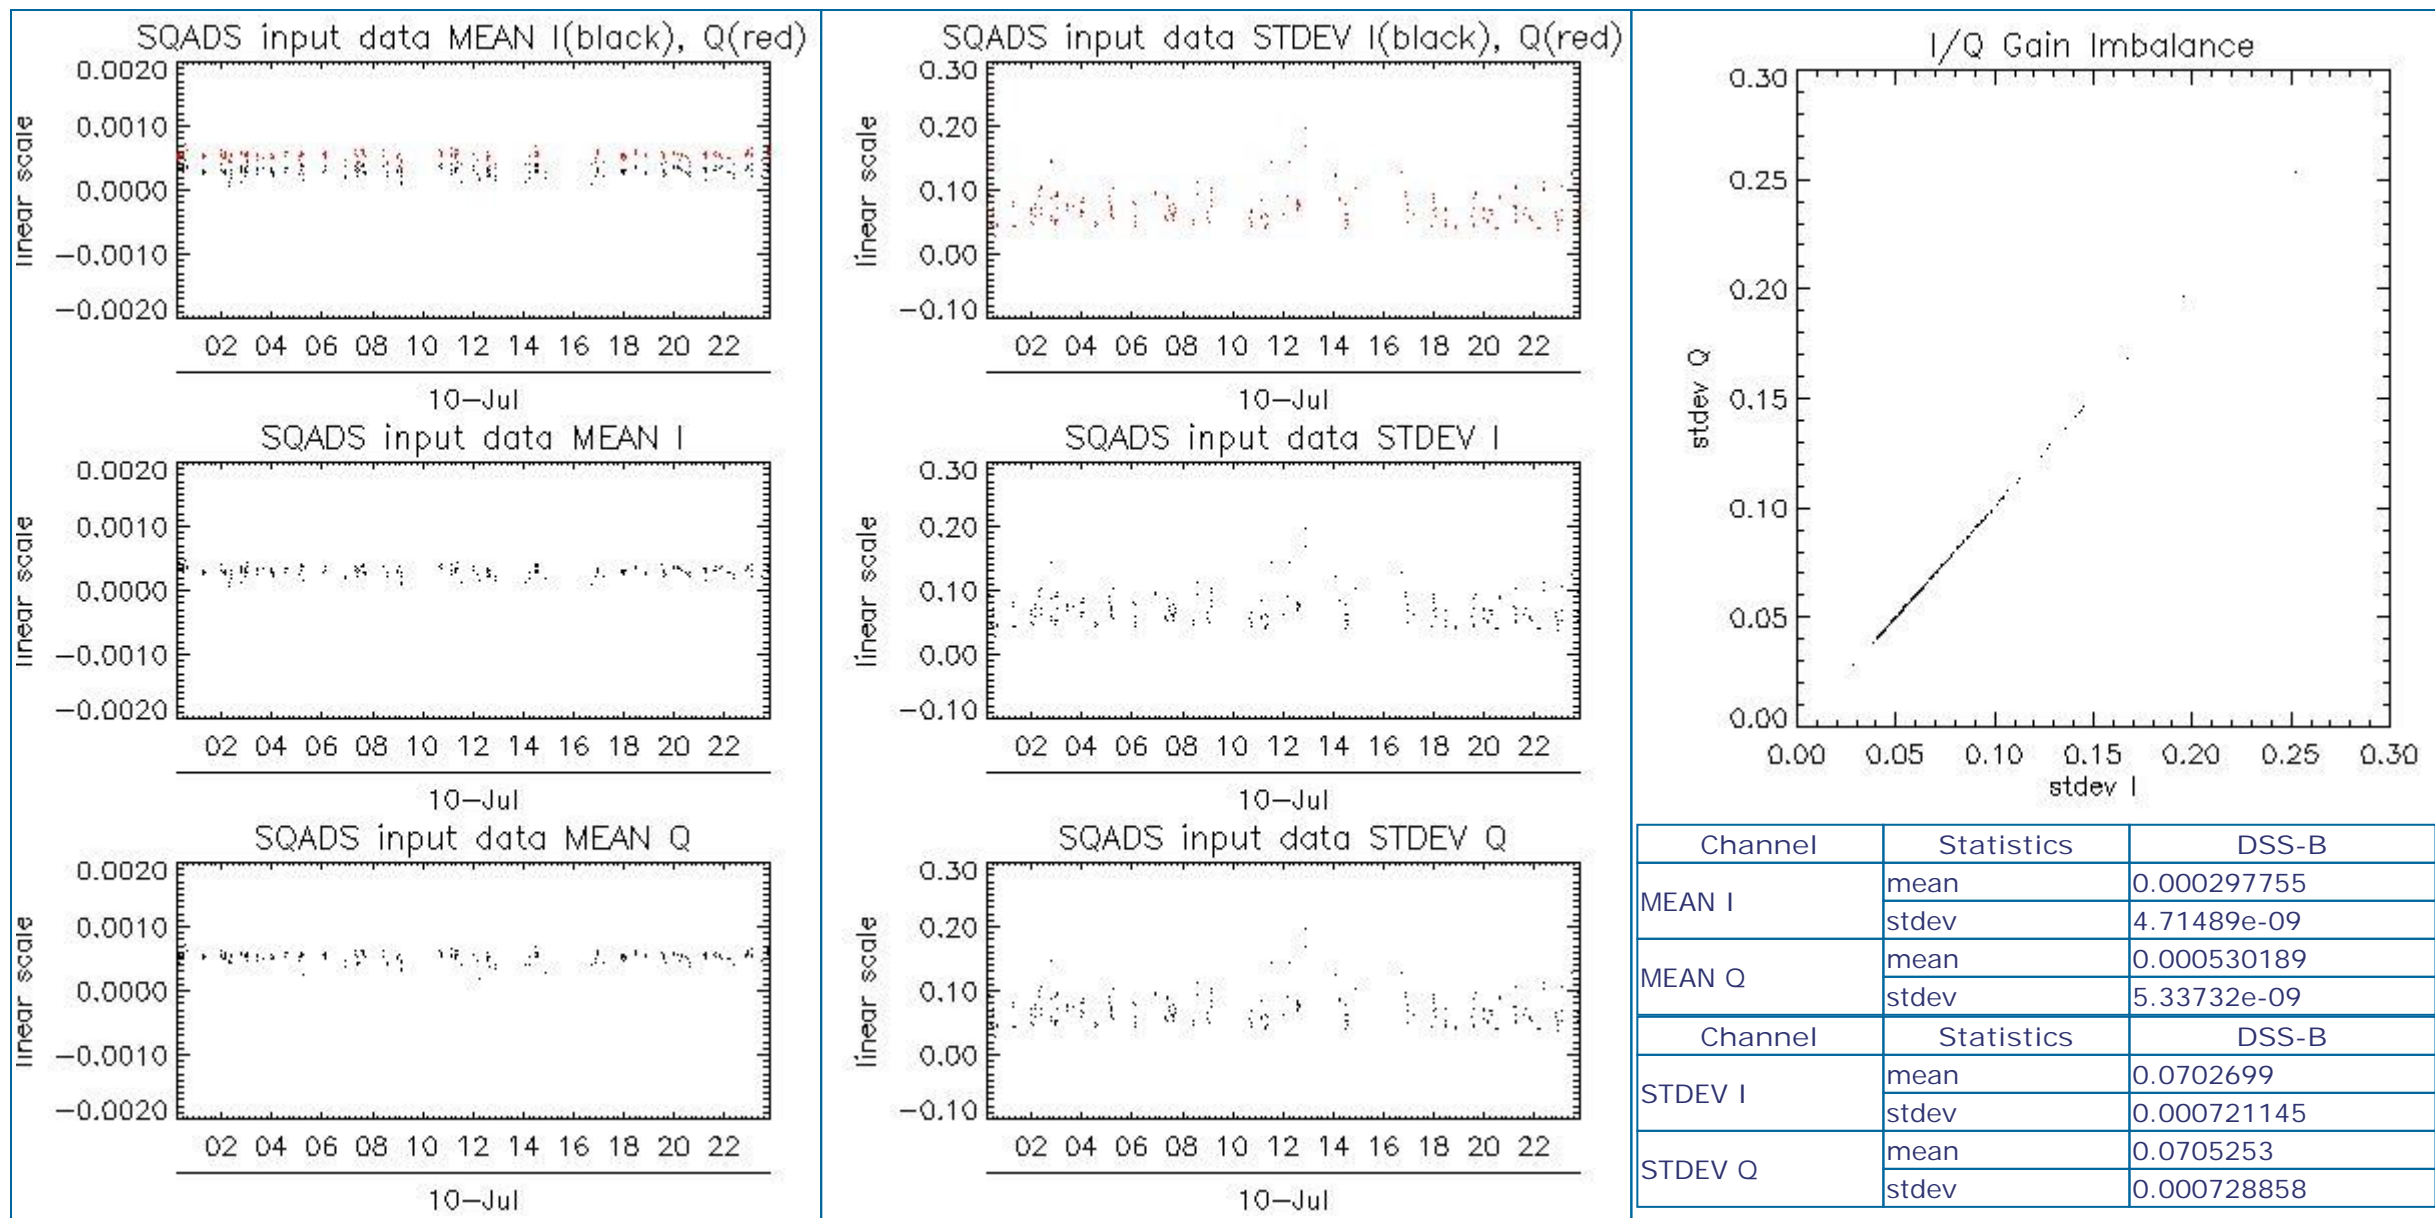 SQADS input data MEAN I(black), Q(red)
linear scale
0.0020
0.0010
0.0000
−0.0010
−0.0020
02 04 06 08 10 12 14 16 18 20 22
10−Jul
SQADS input data MEAN I
linear scale
0.0020
0.0010
0.0000
−0.0010
−0.0020
02 04 06 08 10 12 14 16 18 20 22
10−Jul
SQADS input data MEAN Q
linear scale
0.0020
0.0010
0.0000
−0.0010
−0.0020
02 04 06 08 10 12 14 16 18 20 22
10−Jul
SQADS input data STDEV I(black), Q(red)
linear scale
0.30
0.20
0.10
0.00
−0.10
02 04 06 08 10 12 14 16 18 20 22
10−Jul
SQADS input data STDEV I
linear scale
0.30
0.20
0.10
0.00
−0.10
02 04 06 08 10 12 14 16 18 20 22
10−Jul
SQADS input data STDEV Q
linear scale
0.30
0.20
0.10
0.00
−0.10
02 04 06 08 10 12 14 16 18 20 22
10−Jul
I/Q Gain Imbalance
stdev Q
0.30
0.25
0.20
0.15
0.10
0.05
0.00
0.00 0.05 0.10 0.15 0.20 0.25 0.30
stdev I
Channel Statistics DSS-B
MEAN I
mean 0.000297755
stdev 4.71489e-09
MEAN Q
mean 0.000530189
stdev 5.33732e-09
Channel Statistics DSS-B
STDEV I
mean 0.0702699
stdev 0.000721145
STDEV Q
mean 0.0705253
stdev 0.000728858